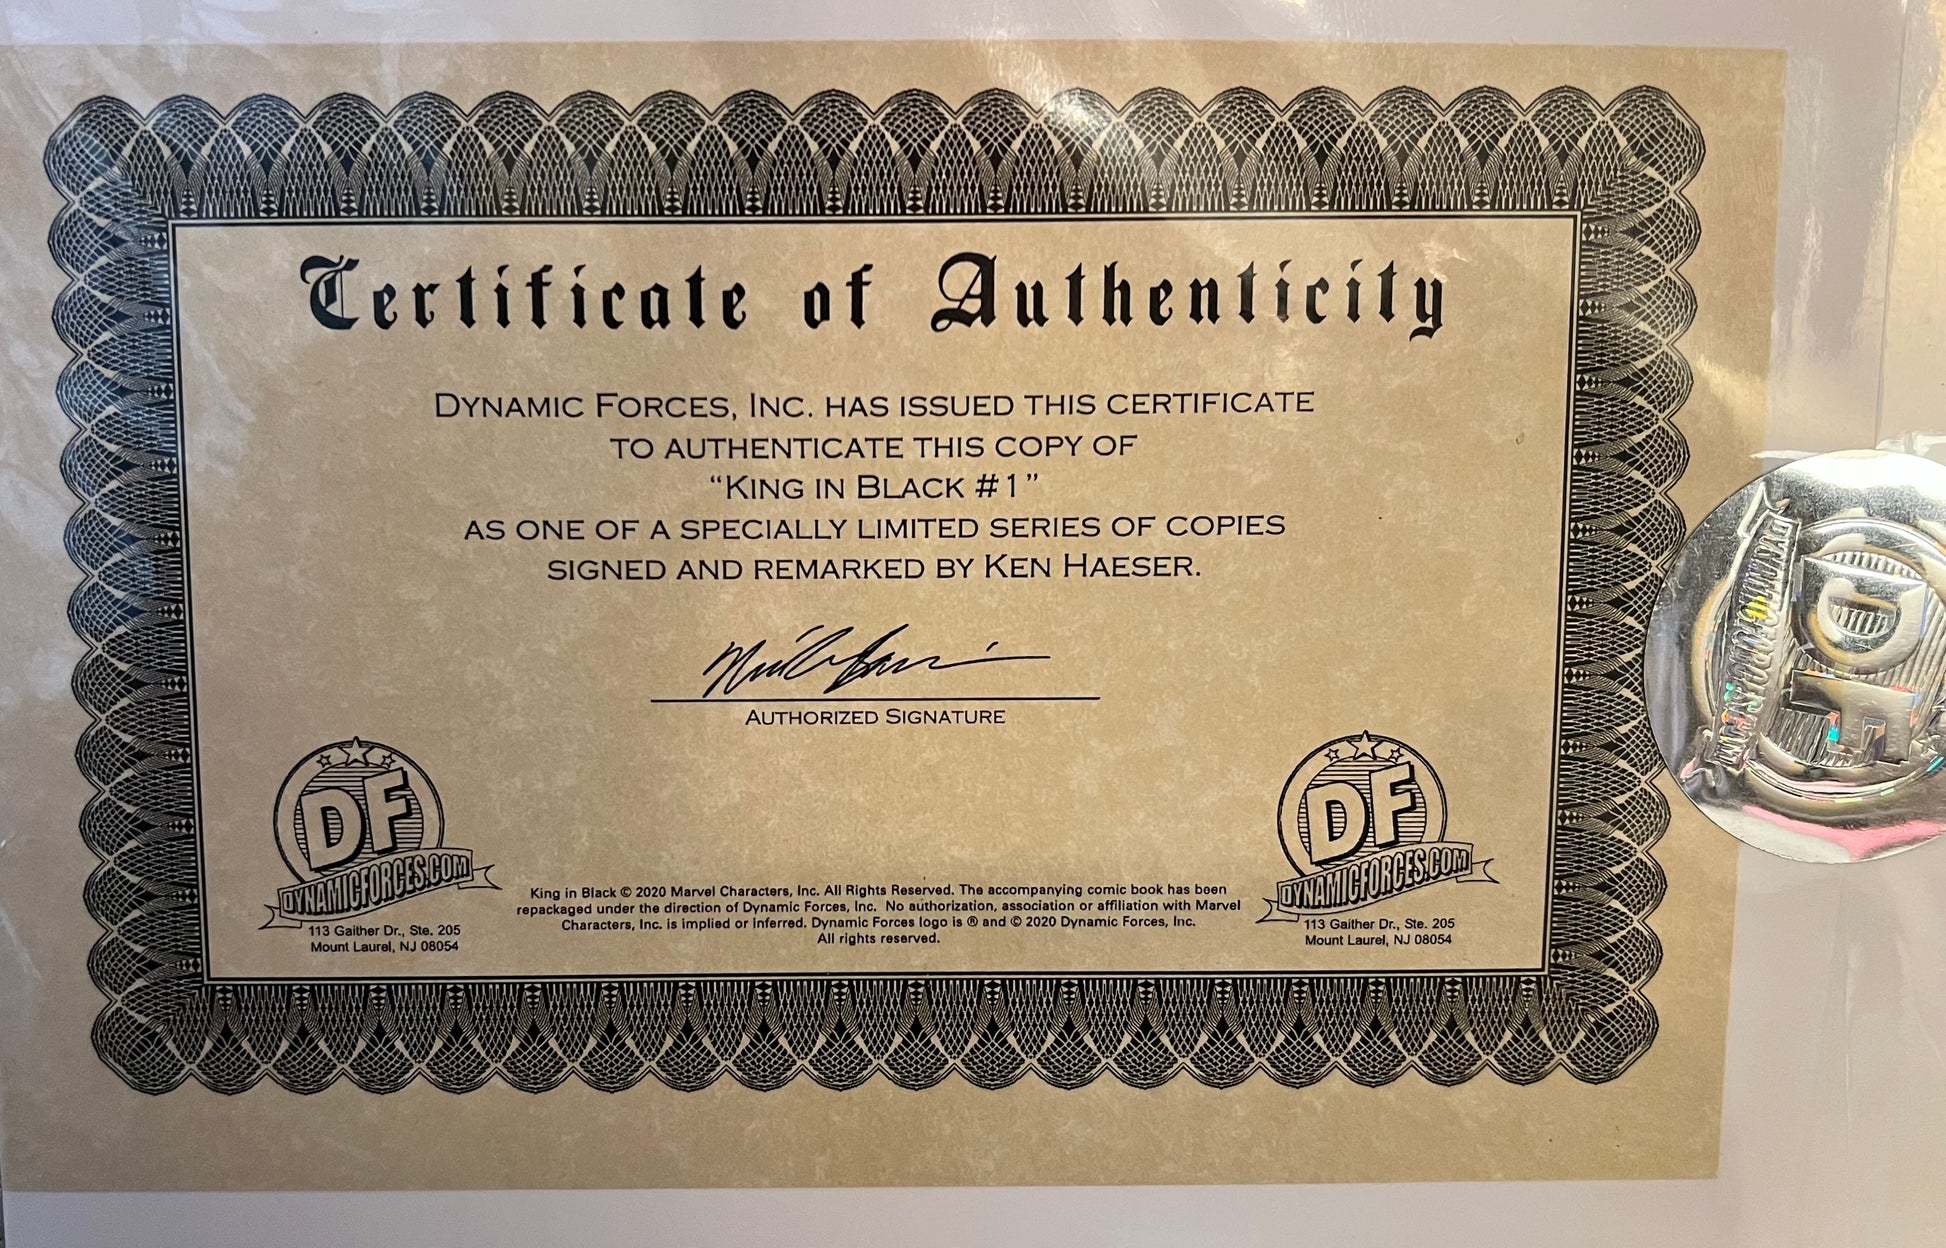 Certificate of Authenticity
DYNAMIC FORCES, INC. HAS ISSUED THIS CERTIFICATE
TO AUTHENTICATE THIS COPY OF
“KING IN BLACK #1”
AS ONE OF A SPECIALLY LIMITED SERIES OF COPIES
SIGNED AND REMARKED BY KEN HAESER.
AUTHORIZED SIGNATURE
DF
DYNAMICFORCES.COM
113 Gaither Dr., Ste. 205
Mount Laurel, NJ 08054
King in Black © 2020 Marvel Characters, Inc. All Rights Reserved. The accompanying comic book has been
repackaged under the direction of Dynamic Forces, Inc. No authorization, association or affiliation with Marvel
Characters, Inc. is implied or inferred. Dynamic Forces logo is ® and © 2020 Dynamic Forces, Inc.
All rights reserved.
DF
DYNAMICFORCES.COM
113 Gaither Dr., Ste. 205
Mount Laurel, NJ 08054
DF
DYNAMICFORCES.COM